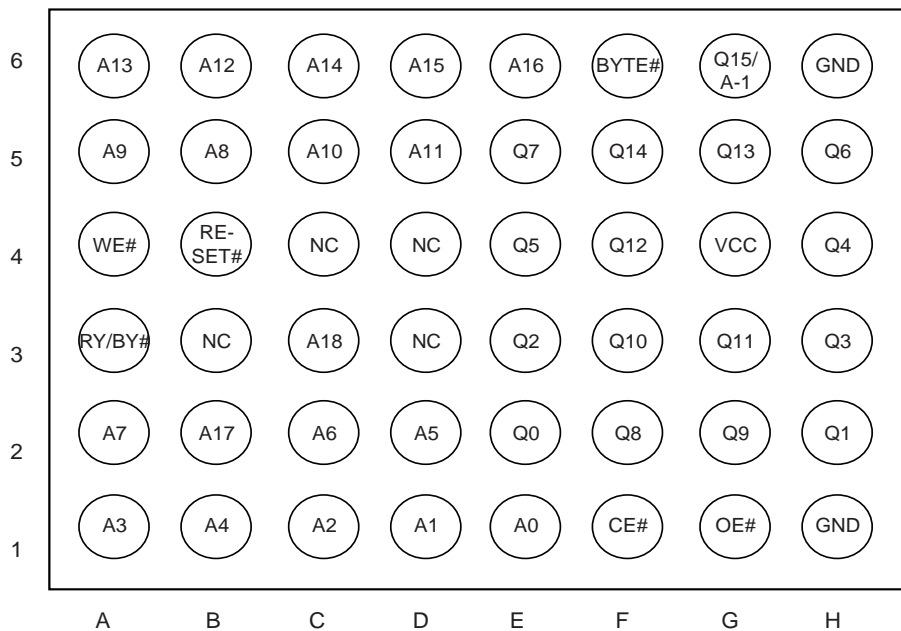 6 A13 A12 A14 A15 A16 BYTE# Q15/
A-1 GND
5 A9 A8 A10 A11 Q7 Q14 Q13 Q6
4 WE# RE-
SET# NC NC Q5 Q12 VCC Q4
3 RY/BY# NC A18 NC Q2 Q10 Q11 Q3
2 A7 A17 A6 A5 Q0 Q8 Q9 Q1
1 A3 A4 A2 A1 A0 CE# OE# GND
A B C D E F G H